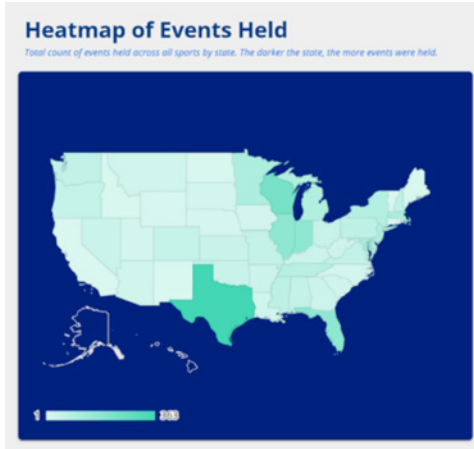 Heatmap of Events Held
Total count of events held across all sports by state. The darker the state, the more events were held.
1
363